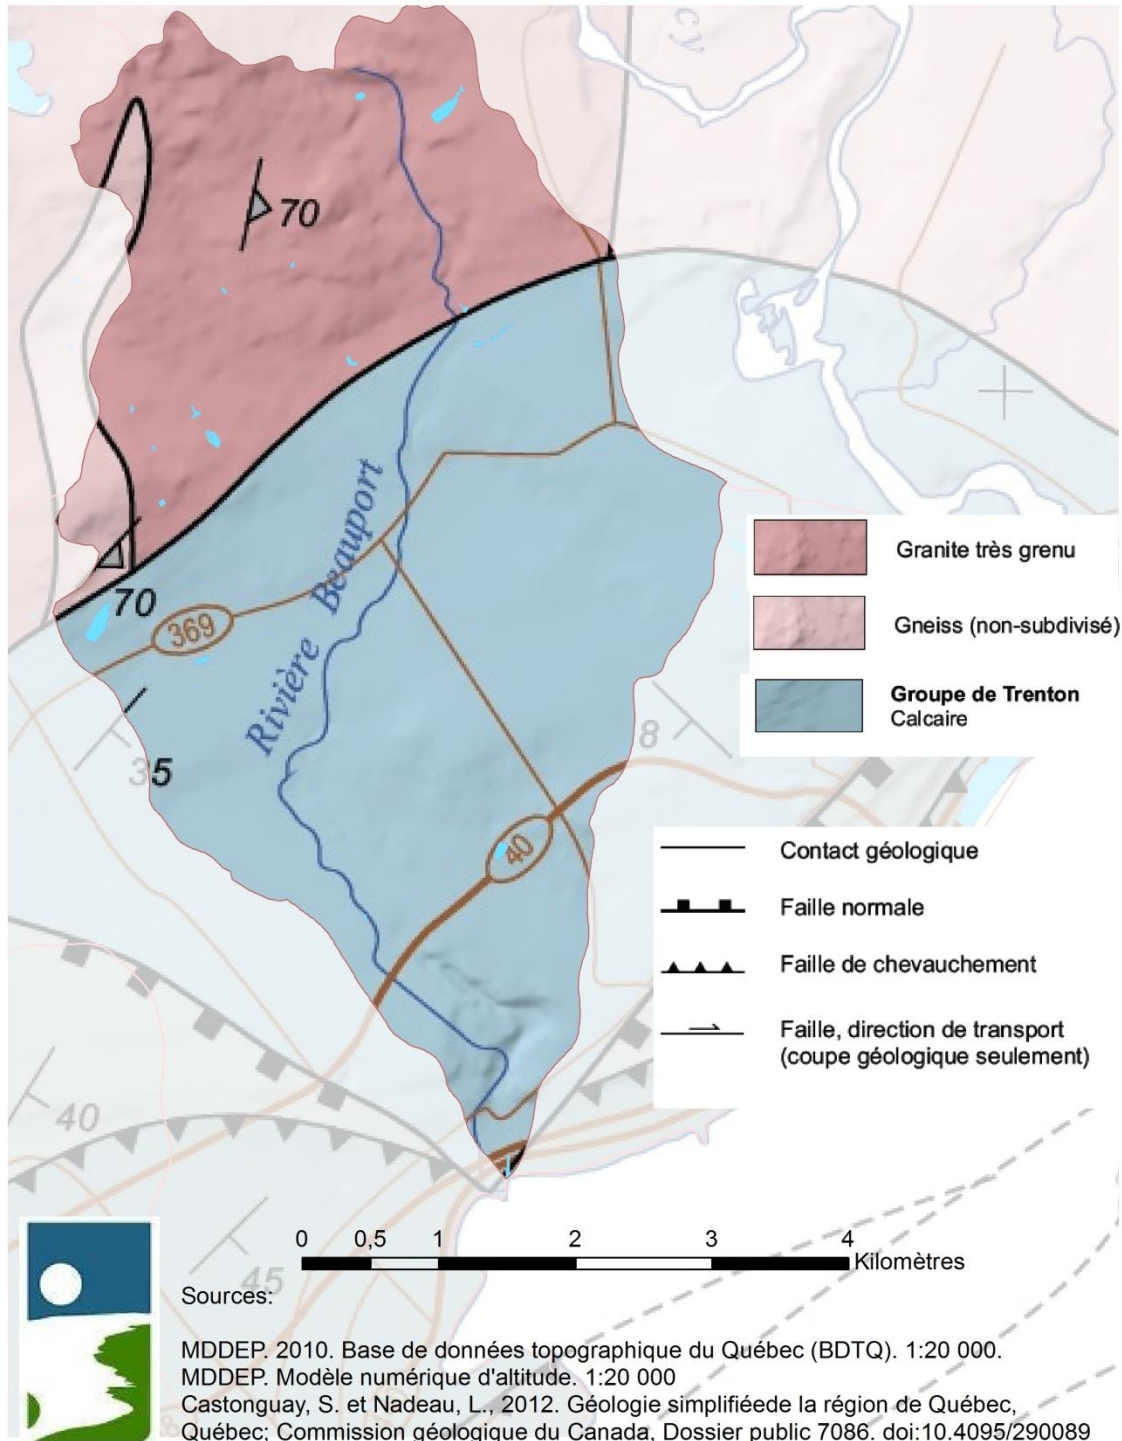 cy
70
Rivière Beauport
70
369
35
8
40
40
45
Granite très grenu
Gneiss (non-subdivisé)
Groupe de Trenton
Calcaire
Contact géologique
Faille normale
Faille de chevauchement
Faille, direction de transport
(coupe géologique seulement)
0 0,5 1 2 3 4
Kilomètres
Sources:
MDDEP. 2010. Base de données topographique du Québec (BDTQ). 1:20 000.
MDDEP. Modèle numérique d'altitude. 1:20 000
Castonguay, S. et Nadeau, L., 2012. Géologie simplifiéede la région de Québec,
Québec; Commission géologique du Canada, Dossier public 7086. doi:10.4095/290089